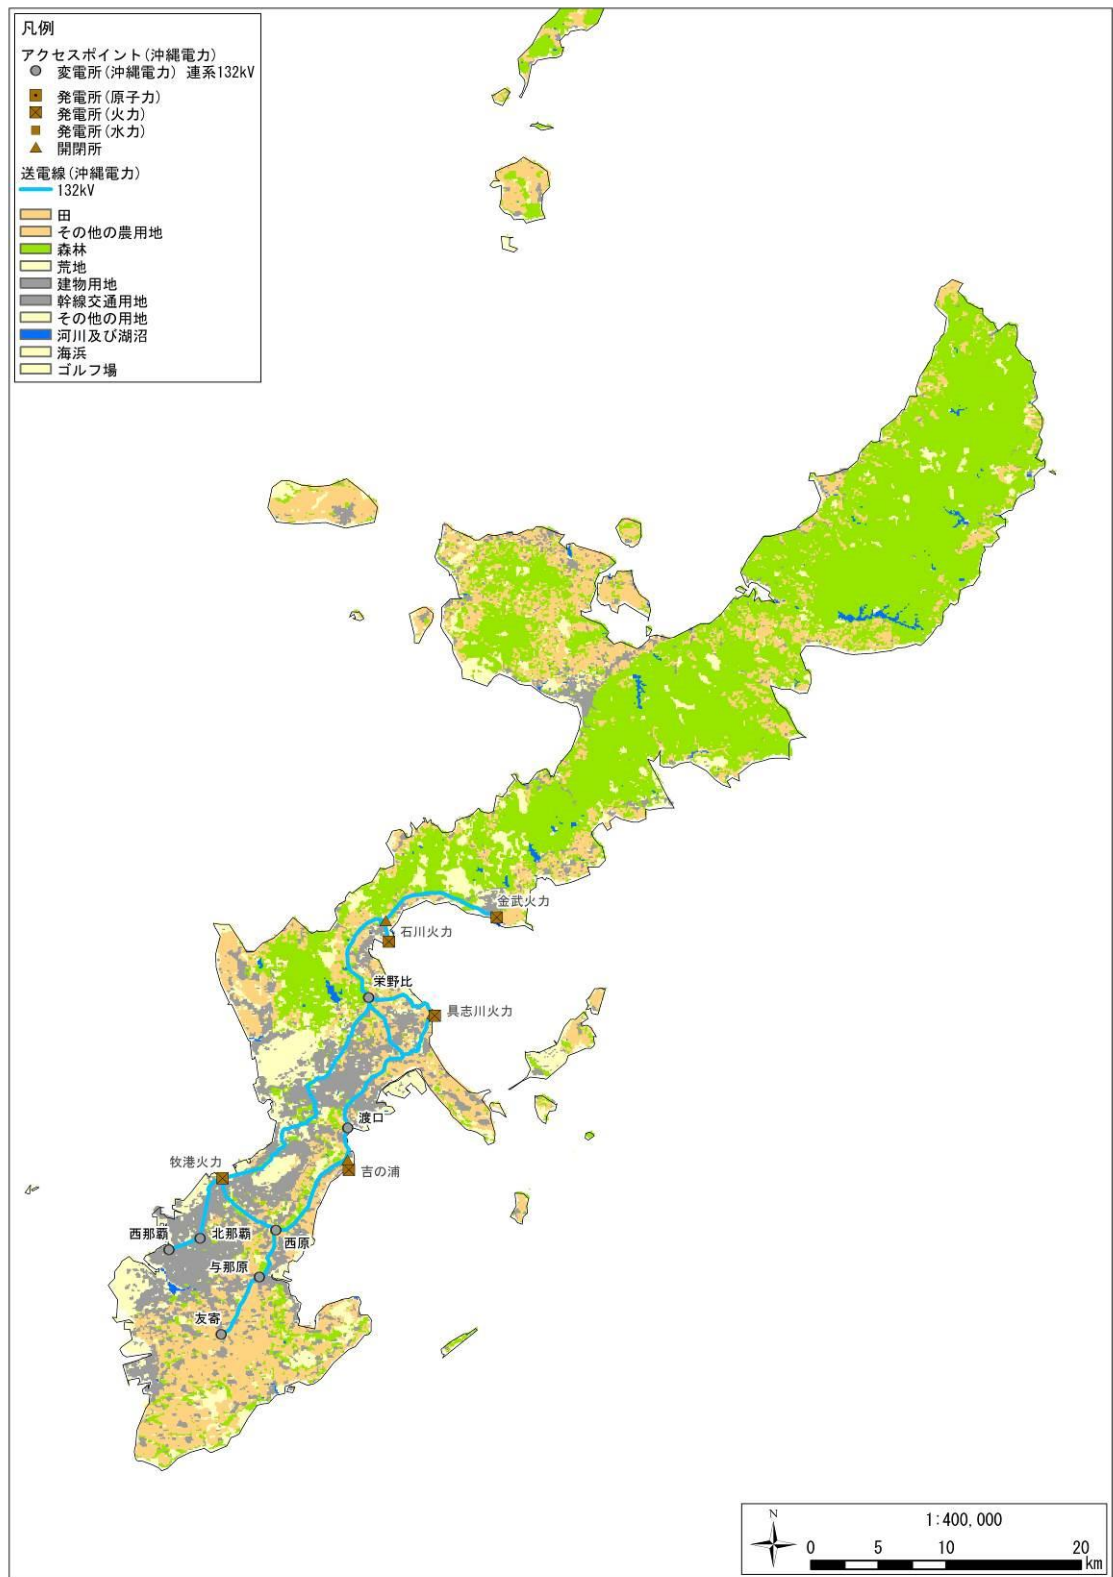 凡例
アクセスポイント(沖縄電力)
変電所(沖縄電力) 連系132kV
発電所(原子力)
発電所(火力)
発電所(水力)
開閉所
送電線(沖縄電力)
132kV
田
その他の農用地
森林
荒地
建物用地
幹線交通用地
その他の用地
河川及び湖沼
海浜
ゴルフ場
金武火力
石川火力
栄野比
具志川火力
渡口
牧港火力
吉の浦
西那覇
北那覇
西原
与那原
友寄
N
1:400,000
0 5 10 20
km